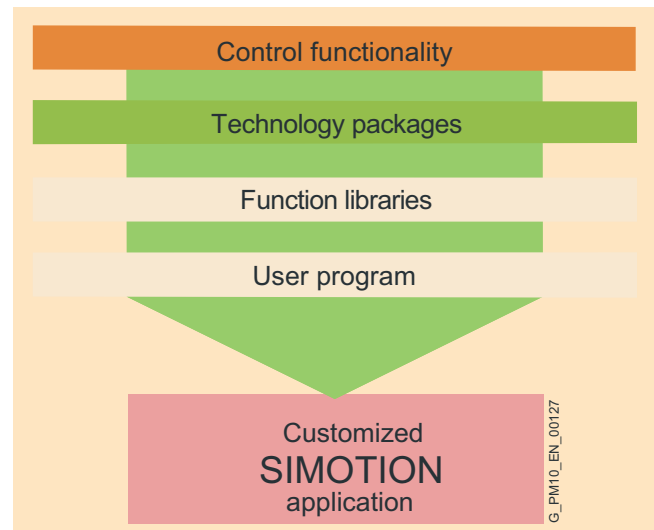 Control functionality
Technology packages
Function libraries
User program
Customized
SIMOTION
application
G_PM10_EN_00127